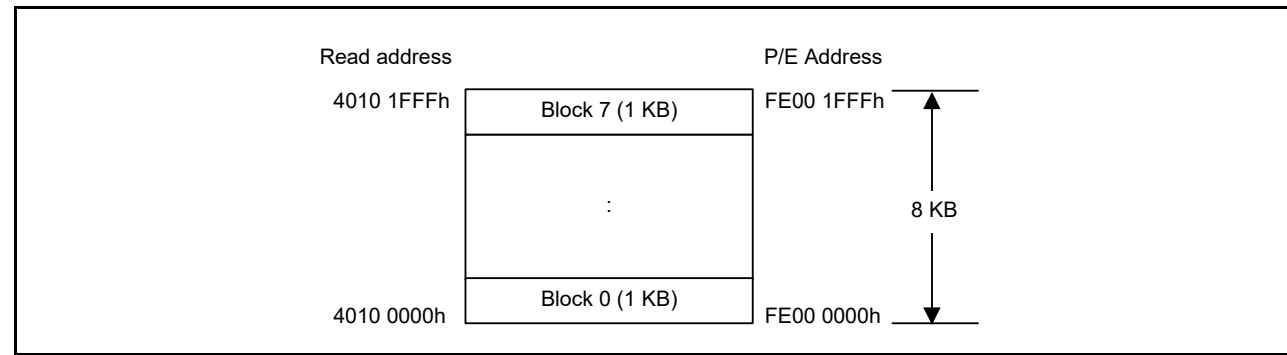 Read address P/E Address
4010 1FFFh Block 7 (1 KB) FE00 1FFFh
: 8 KB
Block 0 (1 KB)
4010 0000h FE00 0000h